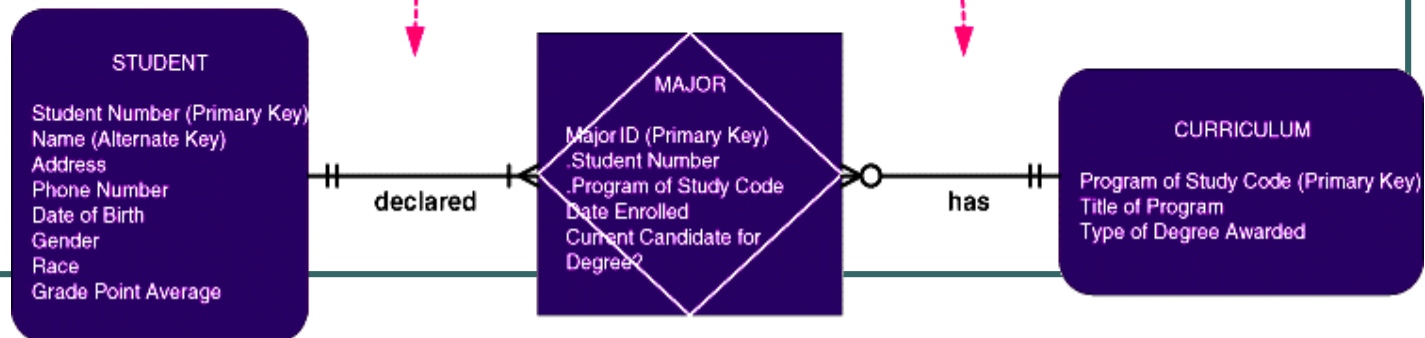 STUDENT
Student Number (Primary Key)
Name (Alternate Key)
Address
Phone Number
Date of Birth
Gender
Race
Grade Point Average
declared
MAJOR
Major ID (Primary Key)
.Student Number
.Program of Study Code
Date Enrolled
Current Candidate for
Degree?
has
CURRICULUM
Program of Study Code (Primary Key)
Title of Program
Type of Degree Awarded